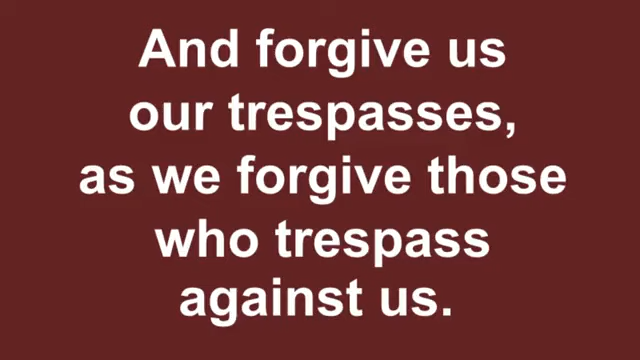 And forgive us
our trespasses,
as we forgive those
who trespass
against us.